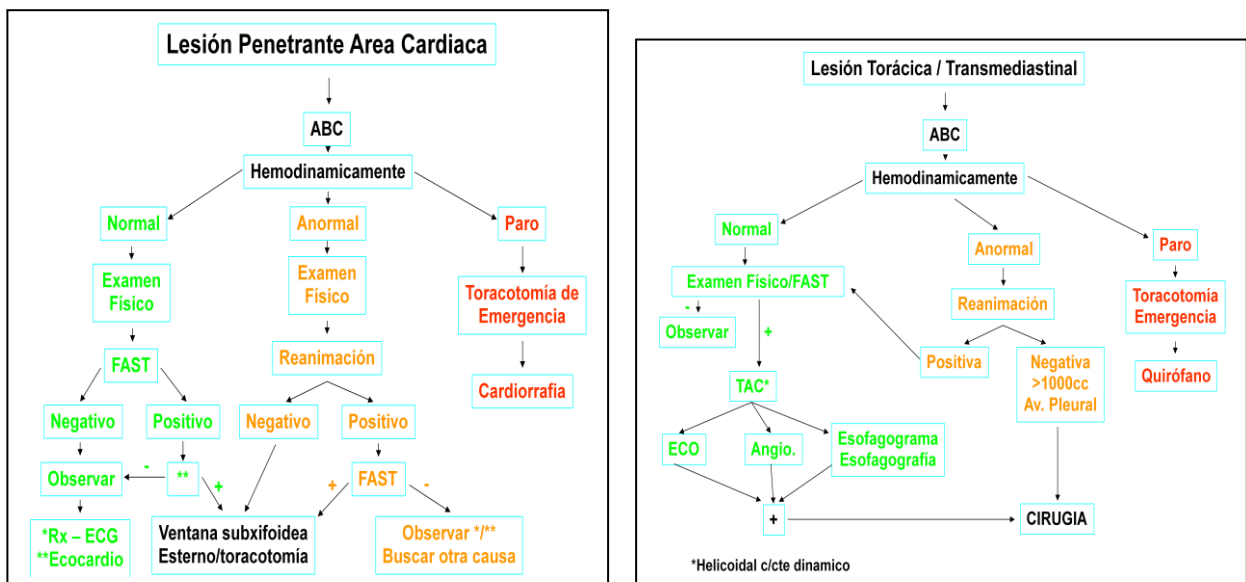 Lesión Penetrante Area Cardiaca
ABC
Hemodinamicamente
Normal
Anormal
Paro
Examen
Físico
Examen
Físico
Toracotomía de
Emergencia
FAST
Reanimación
Cardiorrafia
Negativo
Positivo
Negativo
Positivo
Observar
-
**
+
+
FAST
-
*Rx – ECG
**Ecocardio
Ventana subxifoidea
Esterno/toracotomía
Observar */**
Buscar otra causa
Lesión Torácica / Transmediastinal
ABC
Hemodinamicamente
Normal
Anormal
Paro
Examen Físico/FAST
Reanimación
Toracotomía
Emergencia
-
Observar
+
Positiva
Negativa
>1000cc
Av. Pleural
Quirófano
TAC*
ECO
Angio.
Esofagograma
Esofagografía
+
CIRUGIA
*Helicoidal c/cte dinamico